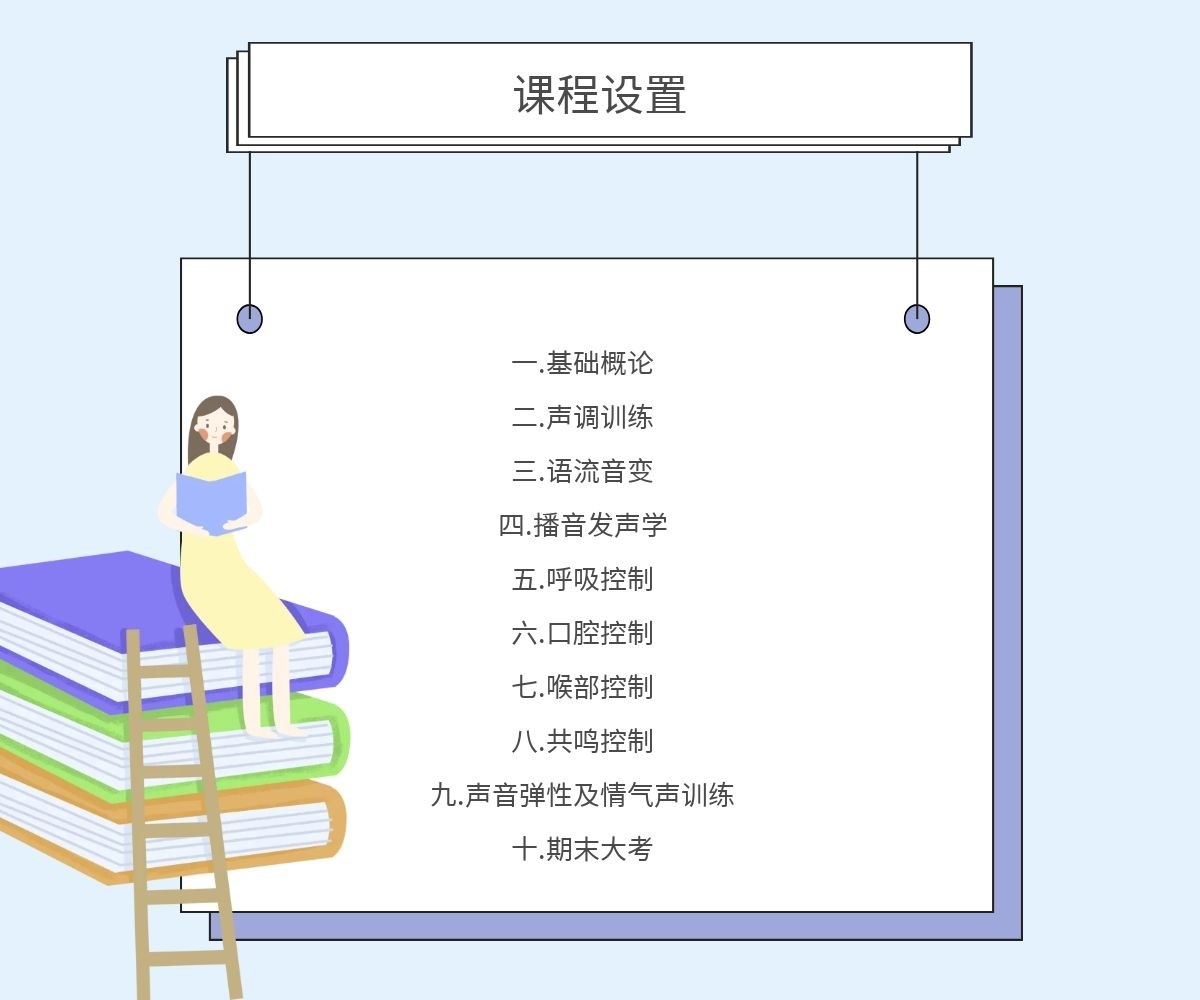 课程设置
一.基础概论
二.声调训练
三.语流音变
四.播音发声学
五.呼吸控制
六.口腔控制
七.喉部控制
八.共鸣控制
九.声音弹性及情气声训练
十.期末大考